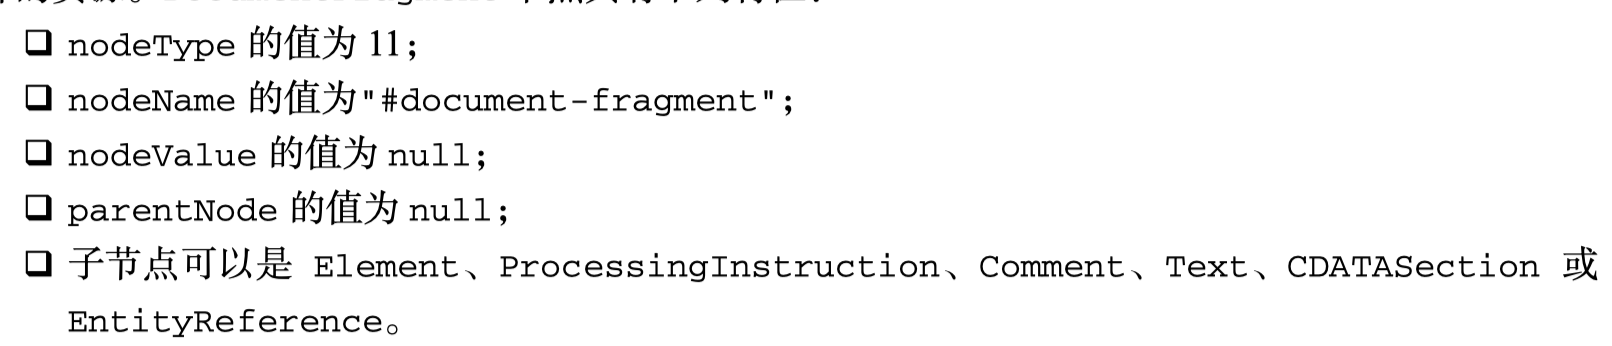 ❑ nodeType 的值为 11；
❑ nodeName 的值为"#document-fragment"；
❑ nodeValue 的值为 null；
❑ parentNode 的值为 null；
❑ 子节点可以是 Element、ProcessingInstruction、Comment、Text、CDATASection 或
EntityReference。